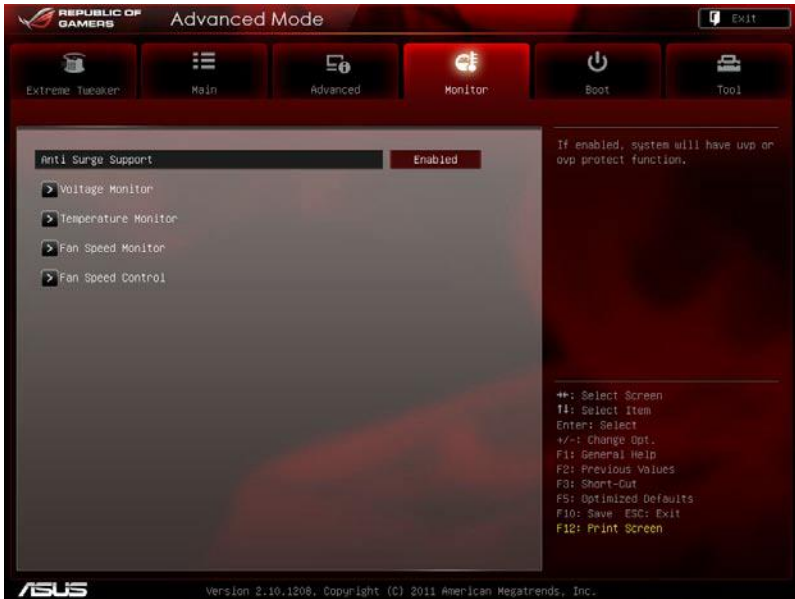 REPUBLIC OF
GAMERS
Advanced Mode
Exit
Extreme Tweaker
Main
Advanced
Monitor
Boot
Tool
Anti Surge Support
Enabled
Voltage Monitor
Temperature Monitor
Fan Speed Monitor
Fan Speed Control
If enabled, system will have uvp or
ovp protect function.
→←: Select Screen
↑↓: Select Item
Enter: Select
+/-: Change Opt.
F1: General Help
F2: Previous Values
F3: Short-Cut
F5: Optimized Defaults
F10: Save ESC: Exit
F12: Print Screen
ASUS
Version 2.10.1208. Copyright (C) 2011 American Megatrends, Inc.